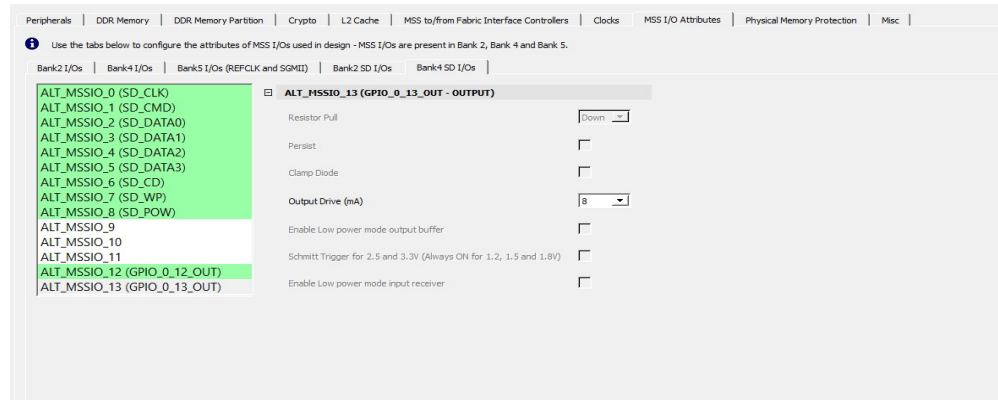 Peripherals | DDR Memory | DDR Memory Partition | Crypto | L2 Cache | MSS to/from Fabric Interface Controllers | Clocks | MSS I/O Attributes | Physical Memory Protection | Misc
Use the tabs below to configure the attributes of MSS I/Os used in design - MSS I/Os are present in Bank 2, Bank 4 and Bank 5.
Bank2 I/Os | Bank4 I/Os | Bank5 I/Os (REFCLK and SGMII) | Bank2 SD I/Os | Bank4 SD I/Os
ALT_MSSIO_0 (SD_CLK)
ALT_MSSIO_1 (SD_CMD)
ALT_MSSIO_2 (SD_DATA0)
ALT_MSSIO_3 (SD_DATA1)
ALT_MSSIO_4 (SD_DATA2)
ALT_MSSIO_5 (SD_DATA3)
ALT_MSSIO_6 (SD_CD)
ALT_MSSIO_7 (SD_WP)
ALT_MSSIO_8 (SD_POW)
ALT_MSSIO_9
ALT_MSSIO_10
ALT_MSSIO_11
ALT_MSSIO_12 (GPIO_0_12_OUT)
ALT_MSSIO_13 (GPIO_0_13_OUT)
ALT_MSSIO_13 (GPIO_0_13_OUT - OUTPUT)
Resistor Pull Down
Persist
Clamp Diode
Output Drive (mA) 8
Enable Low power mode output buffer
Schmitt Trigger for 2.5 and 3.3V (Always ON for 1.2, 1.5 and 1.8V)
Enable Low power mode input receiver